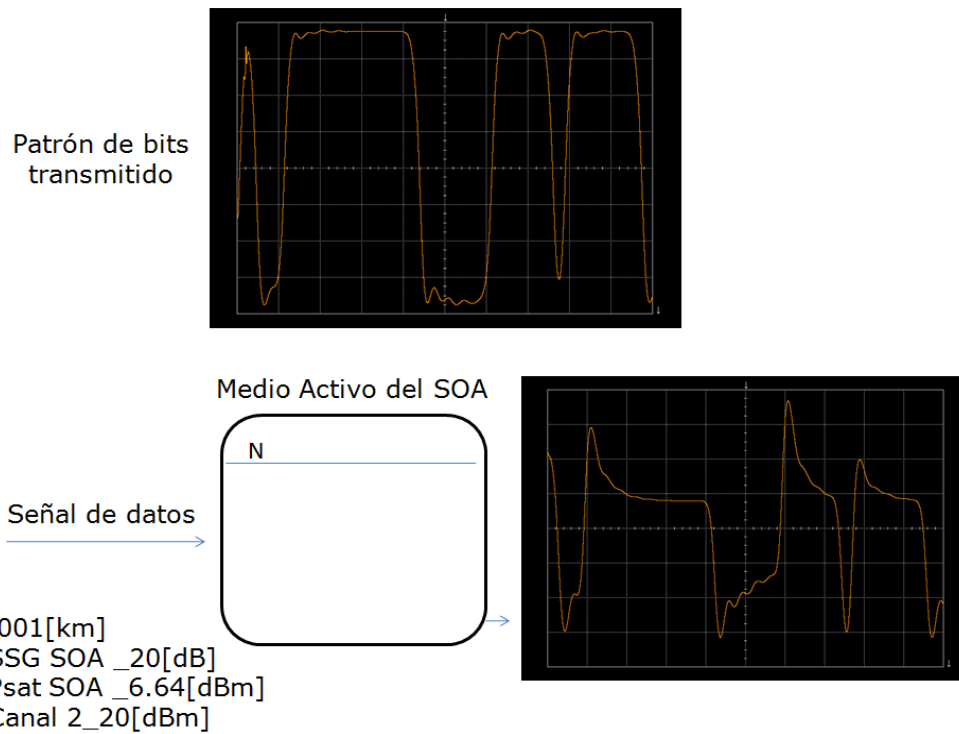 Patrón de bits
transmitido
Medio Activo del SOA
N
Señal de datos
001[km]
SSG SOA _20[dB]
Psat SOA _6.64[dBm]
Canal 2_20[dBm]